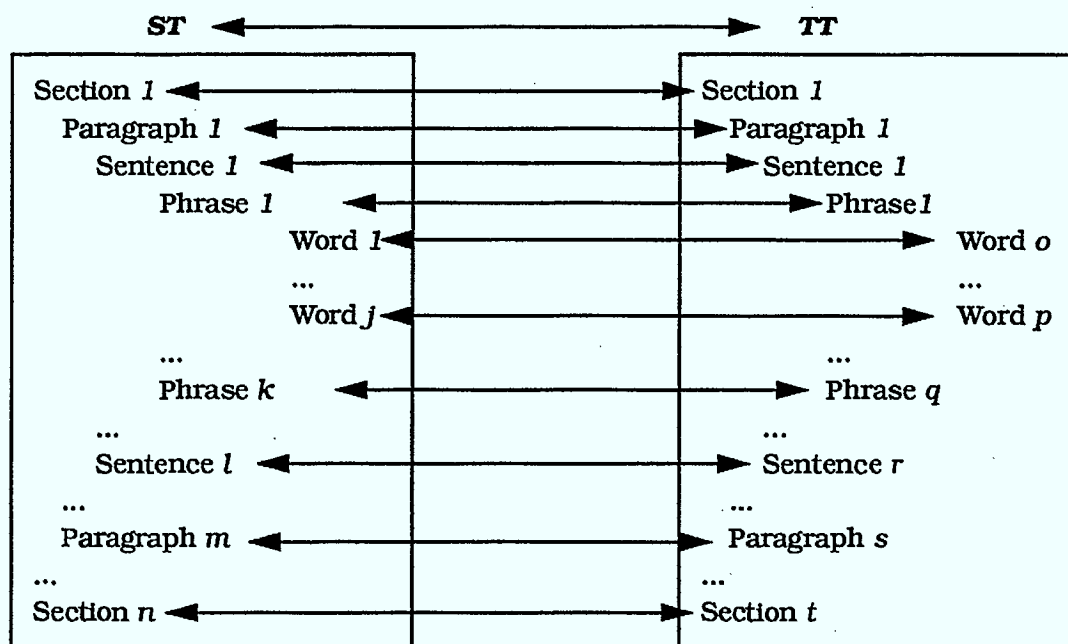 ST TT
Section 1 Section 1
Paragraph 1 Paragraph 1
Sentence 1 Sentence 1
Phrase 1 Phrase1
Word 1 Word o
... ...
Word j Word p
... ...
Phrase k Phrase q
... ...
Sentence l Sentence r
... ...
Paragraph m Paragraph s
... ...
Section n Section t